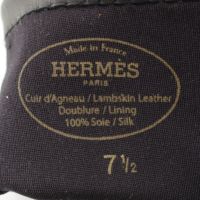 Made in France
HERMÈS
PARIS
Cuir d'Agneau / Lambskin Leather
Doublure / Lining
100% Soie / Silk
7 1/2